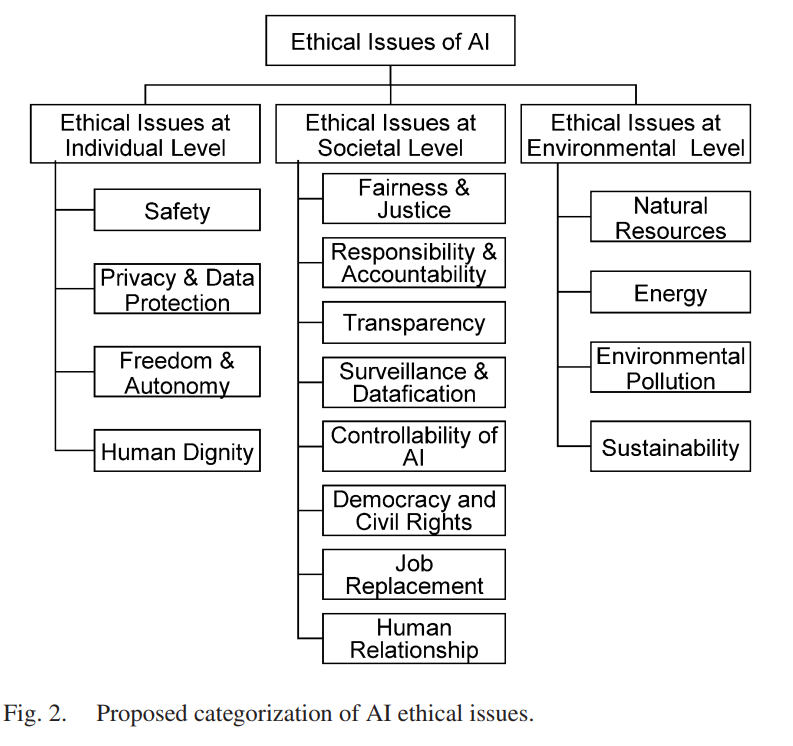 Ethical Issues of AI
Ethical Issues at
Individual Level
Safety
Privacy & Data
Protection
Freedom &
Autonomy
Human Dignity
Ethical Issues at
Societal Level
Fairness &
Justice
Responsibility &
Accountability
Transparency
Surveillance &
Datafication
Controllability of
AI
Democracy and
Civil Rights
Job
Replacement
Human
Relationship
Ethical Issues at
Environmental Level
Natural
Resources
Energy
Environmental
Pollution
Sustainability
Fig. 2. Proposed categorization of AI ethical issues.